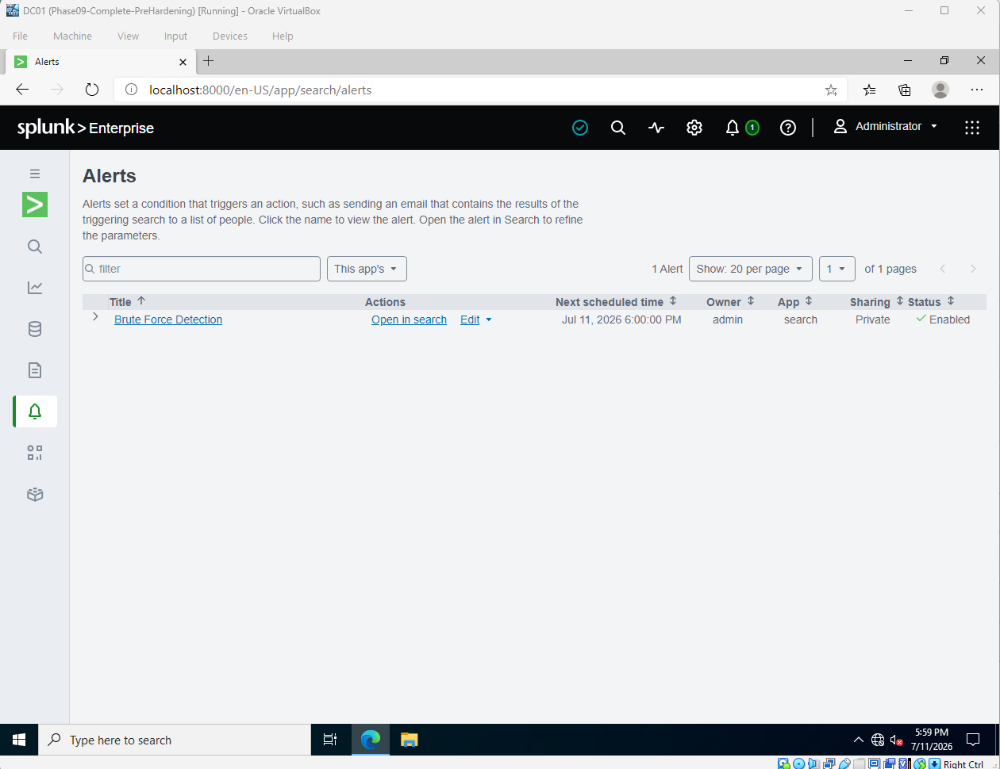 DC01 (Phase09-Complete-PreHardening) [Running] - Oracle VirtualBox
File Machine View Input Devices Help
Alerts
localhost:8000/en-US/app/search/alerts
splunk>Enterprise
1
Administrator
Alerts
Alerts set a condition that triggers an action, such as sending an email that contains the results of the
triggering search to a list of people. Click the name to view the alert. Open the alert in Search to refine
the parameters.
filter
This app's
1 Alert
Show: 20 per page
1
of 1 pages
Title Actions Next scheduled time Owner App Sharing Status
Brute Force Detection Open in search Edit Jul 11, 2026 6:00:00 PM admin search Private Enabled
Type here to search
5:59 PM
7/11/2026
Right Ctrl